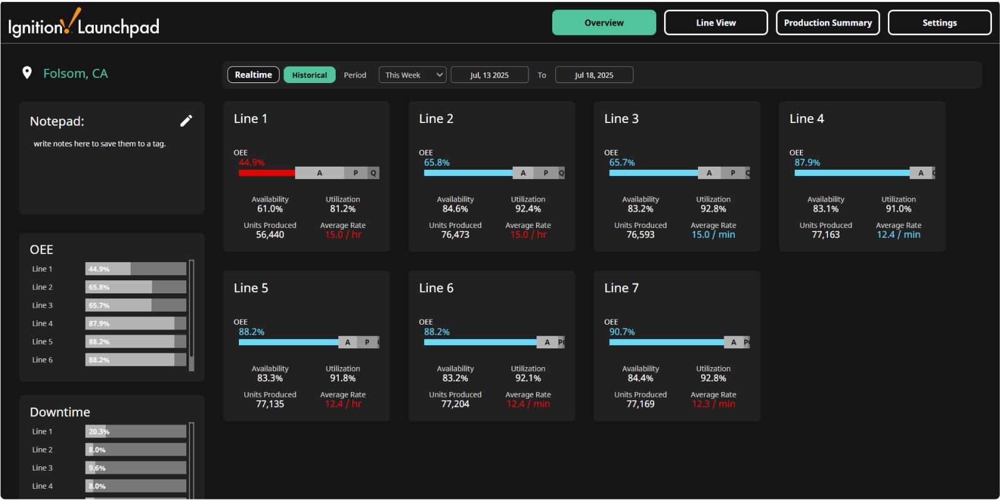 Ignition! Launchpad
Overview
Line View
Production Summary
Settings
Folsom, CA
Realtime
Historical
Period
This Week
Jul, 13 2025
To
Jul 18, 2025
Notepad:
write notes here to save them to a tag.
OEE
Line 1 44.9%
Line 2 65.8%
Line 3 65.7%
Line 4 87.9%
Line 5 88.2%
Line 6 88.2%
Downtime
Line 1 20.3%
Line 2 8.0%
Line 3 9.6%
Line 4 8.0%
Line 1
OEE
44.9%
A P Q
Availability Utilization
61.0% 81.2%
Units Produced Average Rate
56,440 15.0 / hr
Line 2
OEE
65.8%
A P Q
Availability Utilization
84.6% 92.4%
Units Produced Average Rate
76,473 15.0 / hr
Line 3
OEE
65.7%
A P Q
Availability Utilization
83.2% 92.8%
Units Produced Average Rate
76,593 15.0 / min
Line 4
OEE
87.9%
A
Availability Utilization
83.1% 91.0%
Units Produced Average Rate
77,163 12.4 / min
Line 5
OEE
88.2%
A P
Availability Utilization
83.3% 91.8%
Units Produced Average Rate
77,135 12.4 / hr
Line 6
OEE
88.2%
A P
Availability Utilization
83.2% 92.1%
Units Produced Average Rate
77,204 12.4 / min
Line 7
OEE
90.7%
A P
Availability Utilization
84.4% 92.8%
Units Produced Average Rate
77,169 12.3 / min